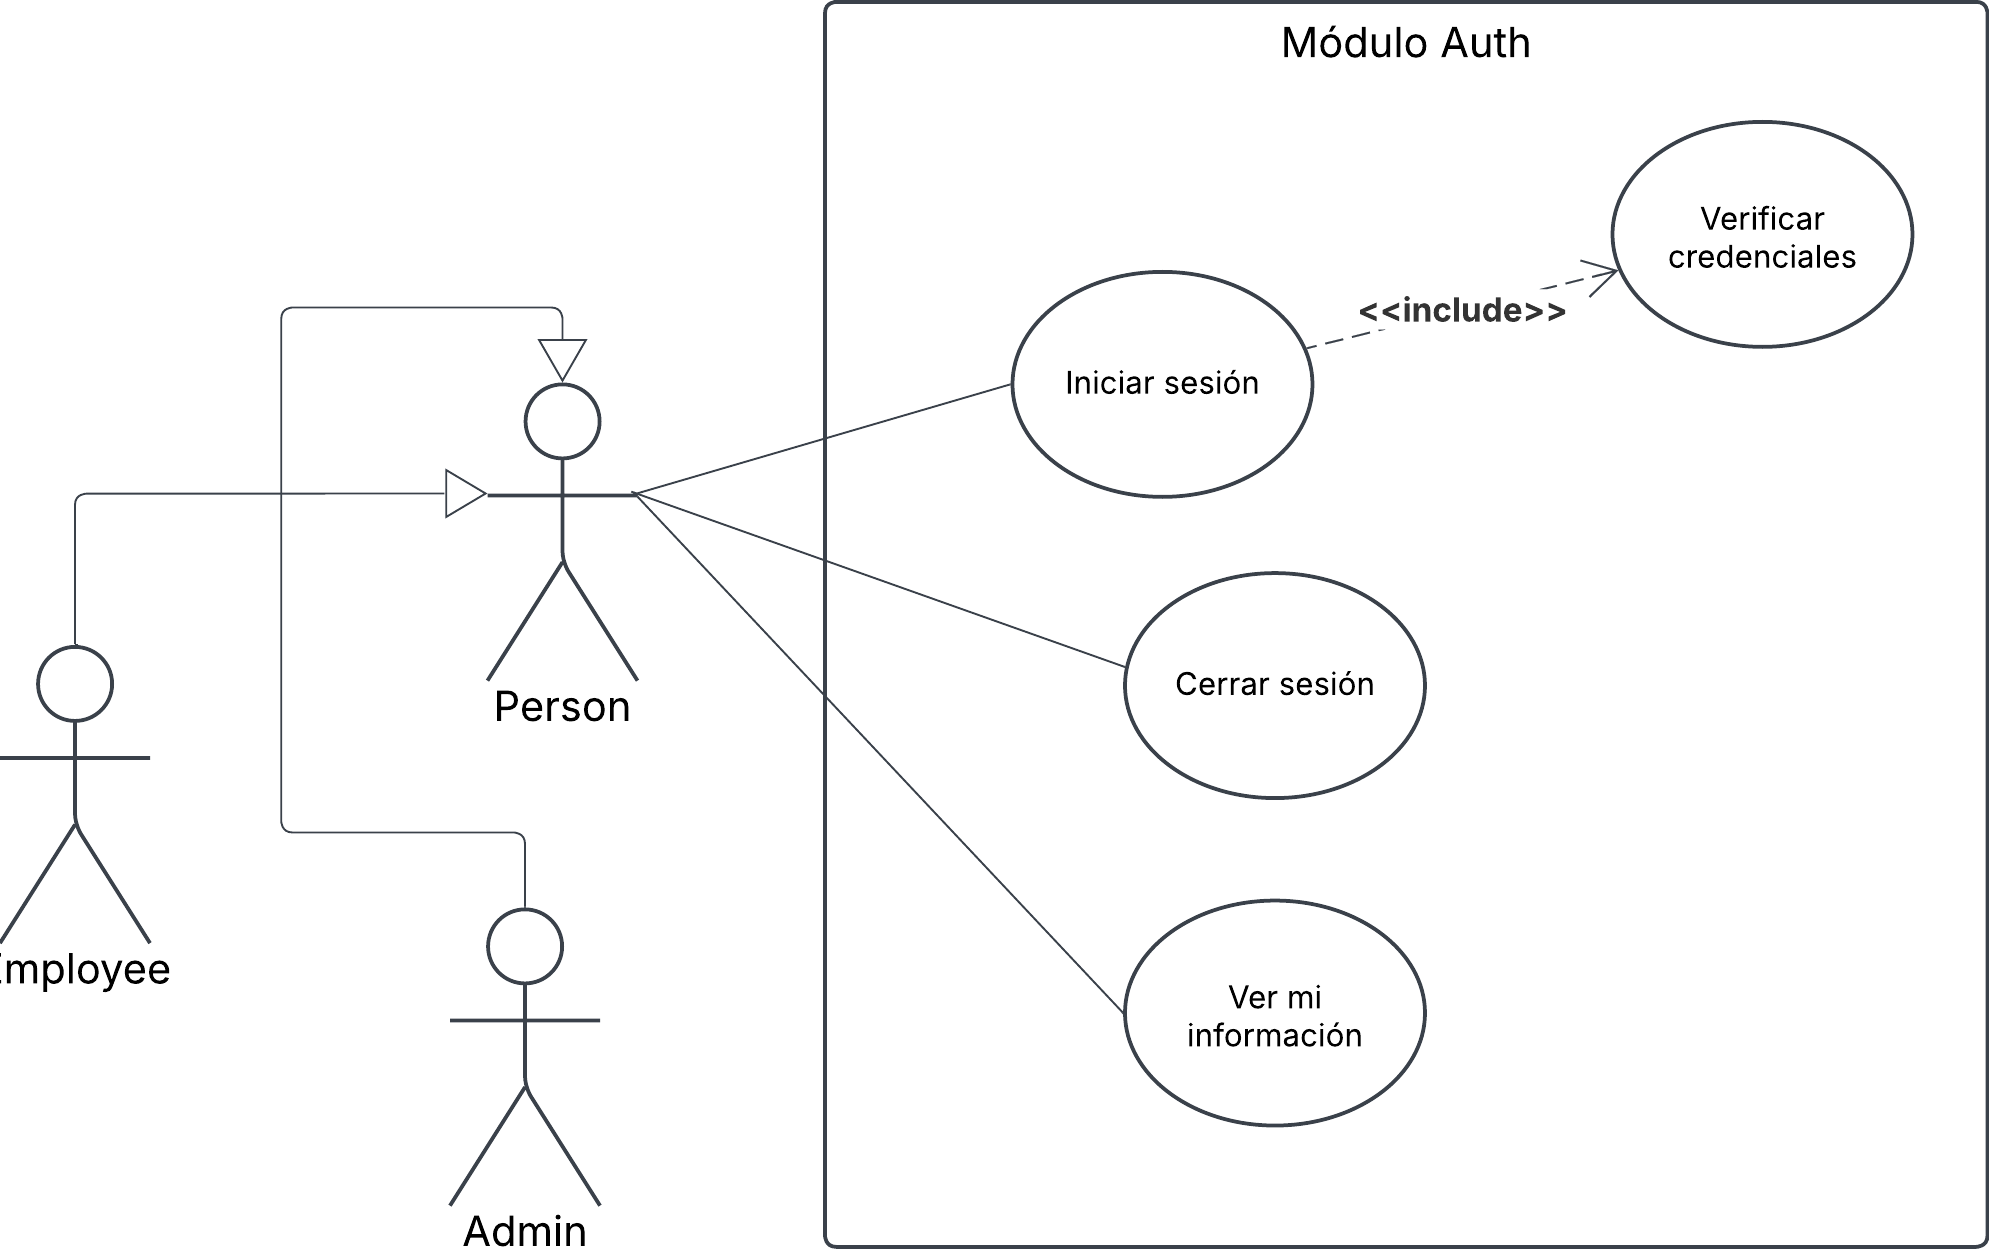 Módulo Auth
Verificar
credenciales
<<include>>
Iniciar sesión
Cerrar sesión
Person
Employee
Ver mi
información
Admin